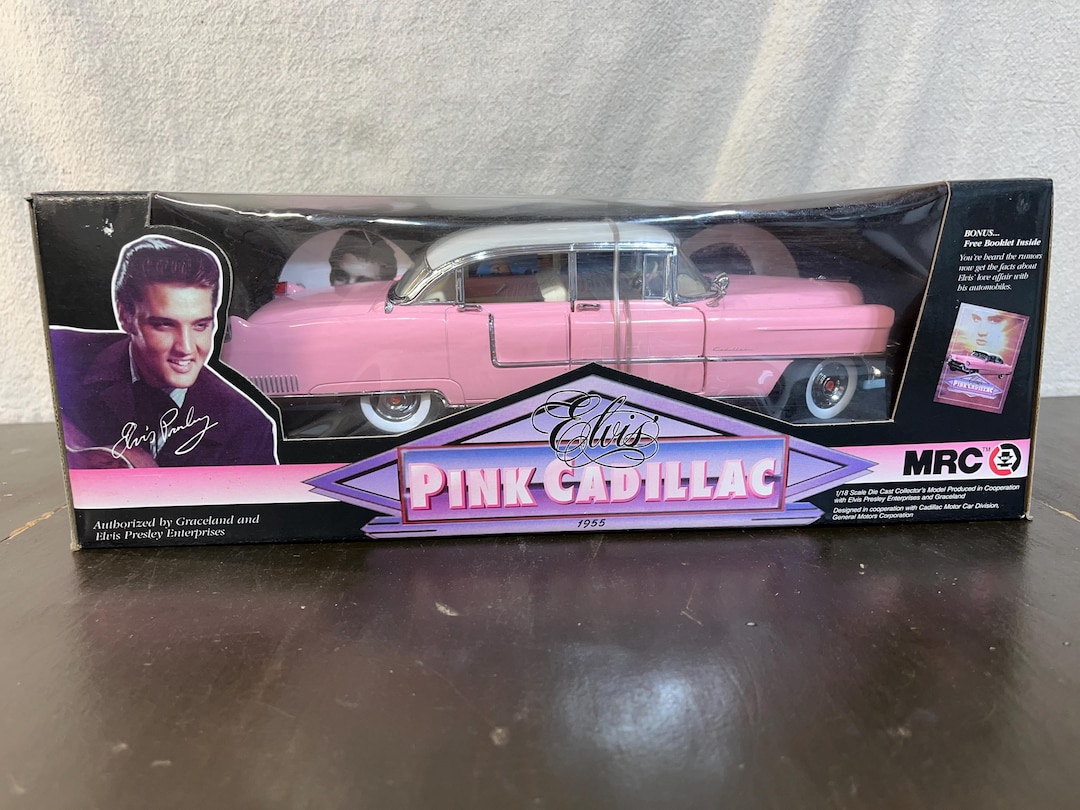 BONUS...
Free Booklet Inside
You've heard the rumors
now get the facts about
Elvis' love affair with
his automobiles.
PINK CADILLAC
Elvis Presley
Elvis'
PINK CADILLAC
1955
MRC™
1/18 Scale Die Cast Collector's Model Produced in Cooperation
with Elvis Presley Enterprises and Graceland
Designed in cooperation with Cadillac Motor Car Division,
General Motors Corporation
Authorized by Graceland and
Elvis Presley Enterprises